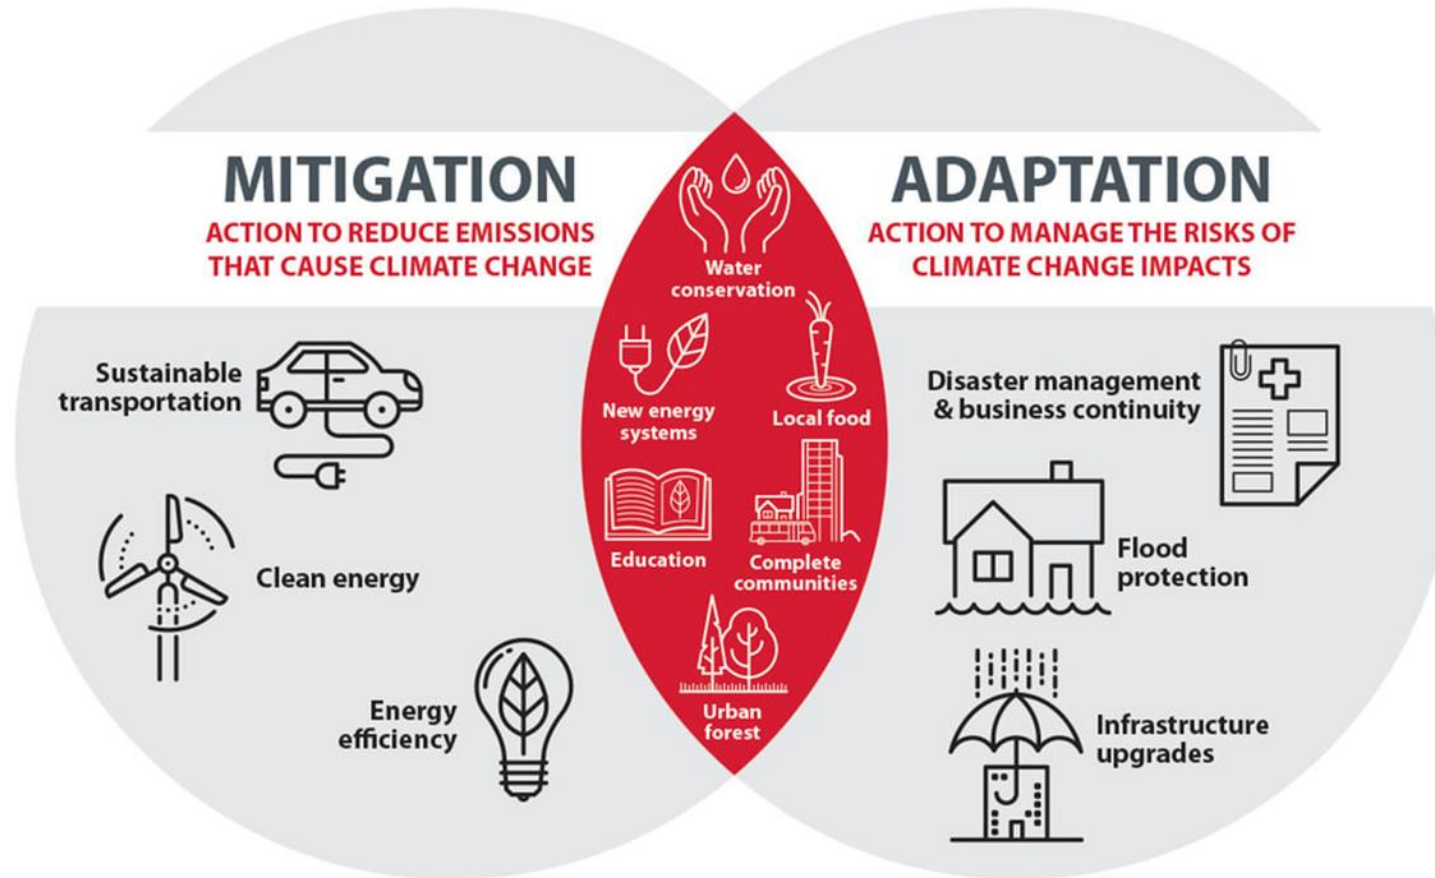 MITIGATION
ACTION TO REDUCE EMISSIONS
THAT CAUSE CLIMATE CHANGE
Sustainable
transportation
Clean energy
Energy
efficiency
Water
conservation
New energy
systems
Local food
Education
Complete
communities
Urban
forest
ADAPTATION
ACTION TO MANAGE THE RISKS OF
CLIMATE CHANGE IMPACTS
Disaster management
& business continuity
Flood
protection
Infrastructure
upgrades